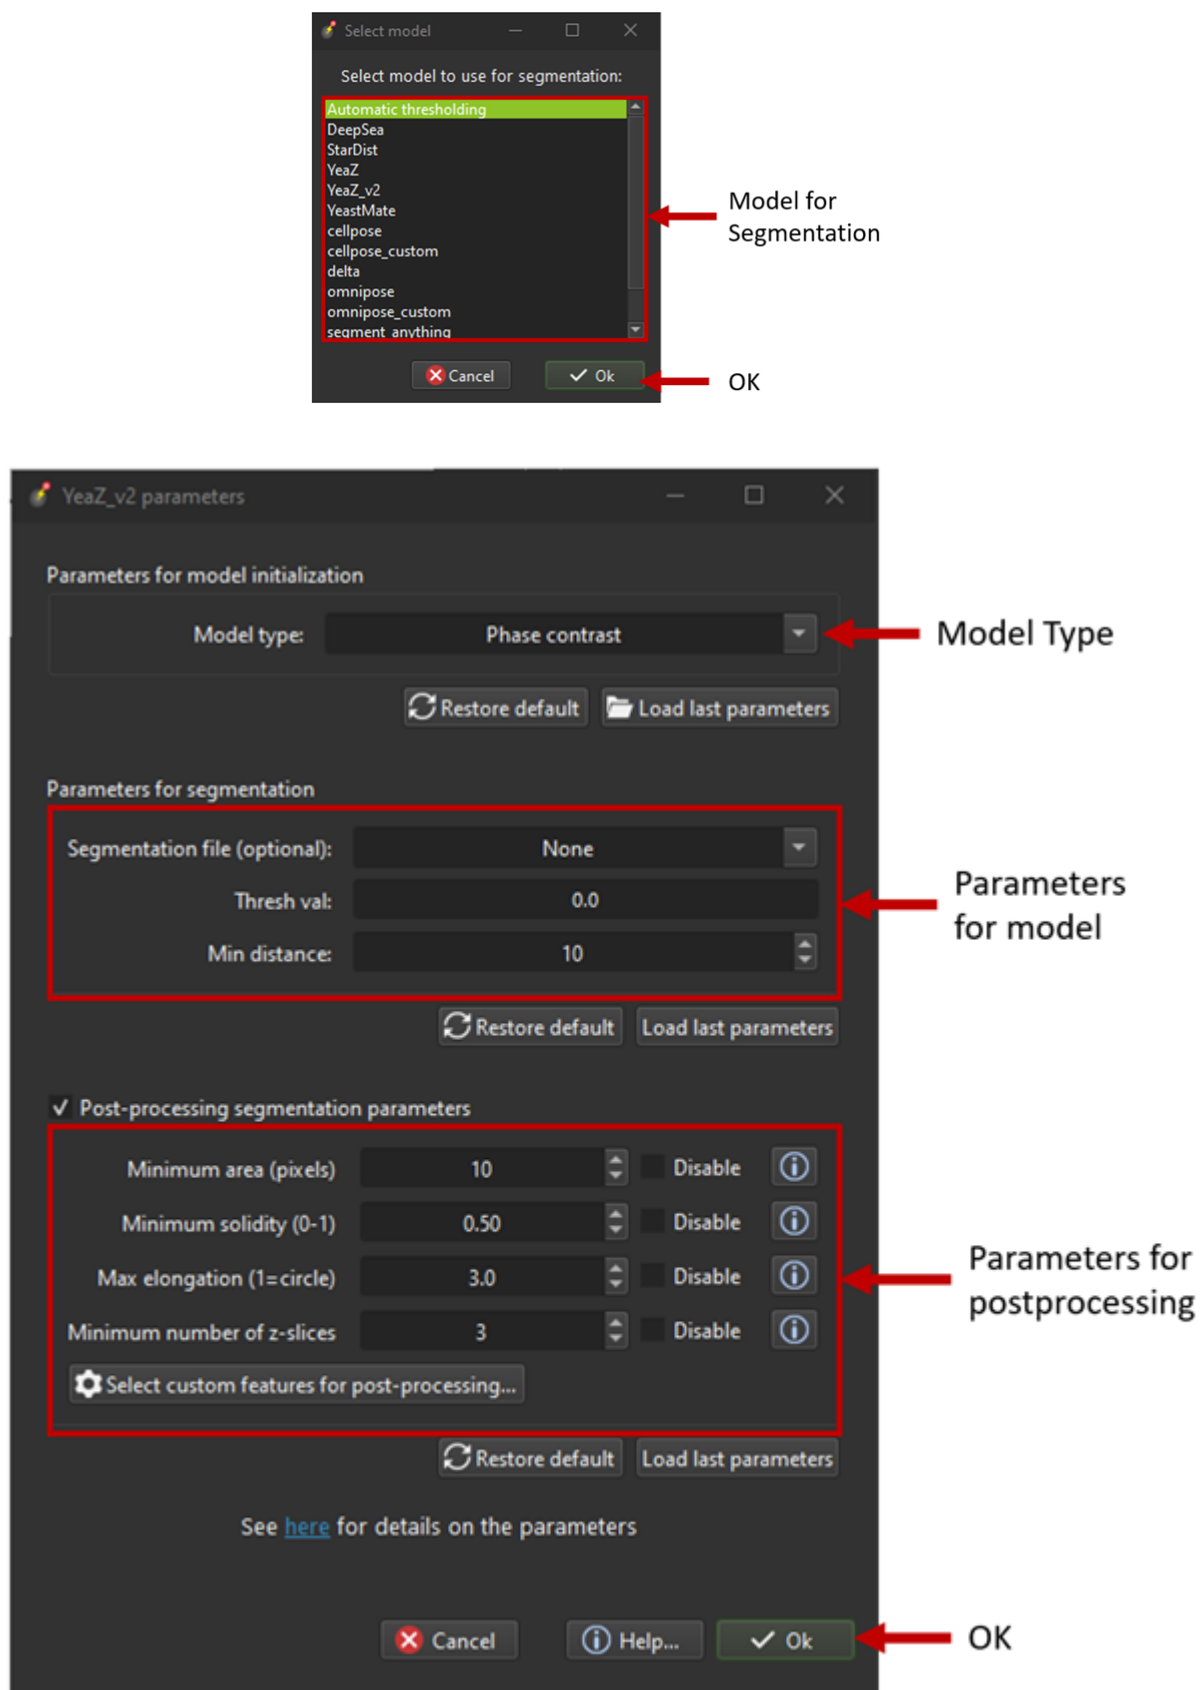 Select model
Select model to use for segmentation:
Automatic thresholding
DeepSea
StarDist
YeaZ
YeaZ_v2
YeastMate
cellpose
cellpose_custom
delta
omnipose
omnipose_custom
segment_anything
Model for
Segmentation
Cancel
Ok
OK
YeaZ_v2 parameters
Parameters for model initialization
Model type: Phase contrast
Model Type
Restore default Load last parameters
Parameters for segmentation
Segmentation file (optional): None
Thresh val: 0.0
Min distance: 10
Parameters
for model
Restore default Load last parameters
Post-processing segmentation parameters
Minimum area (pixels) 10 Disable
Minimum solidity (0-1) 0.50 Disable
Max elongation (1=circle) 3.0 Disable
Minimum number of z-slices 3 Disable
Select custom features for post-processing...
Parameters for
postprocessing
Restore default Load last parameters
See here for details on the parameters
Cancel Help... Ok
OK